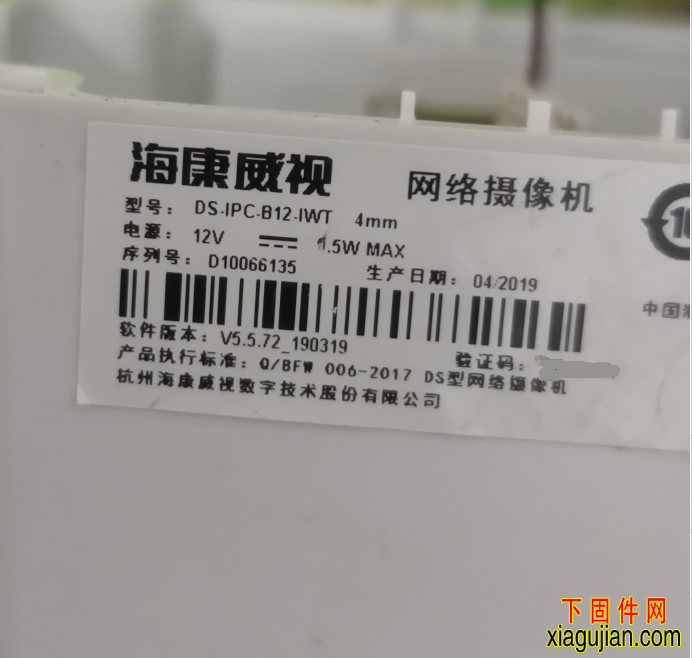 海康威视 网络摄像机
型号: DS-IPC-B12-IWT 4mm
电源: 12V .5W MAX
序列号: D10066135 生产日期: 04/2019
软件版本: V5.5.72_190319 验证码:
产品执行标准: Q/BFW 006-2017 DS型网络摄像机
杭州海康威视数字技术股份有限公司
10
中国
下固件网
xiagujian.com